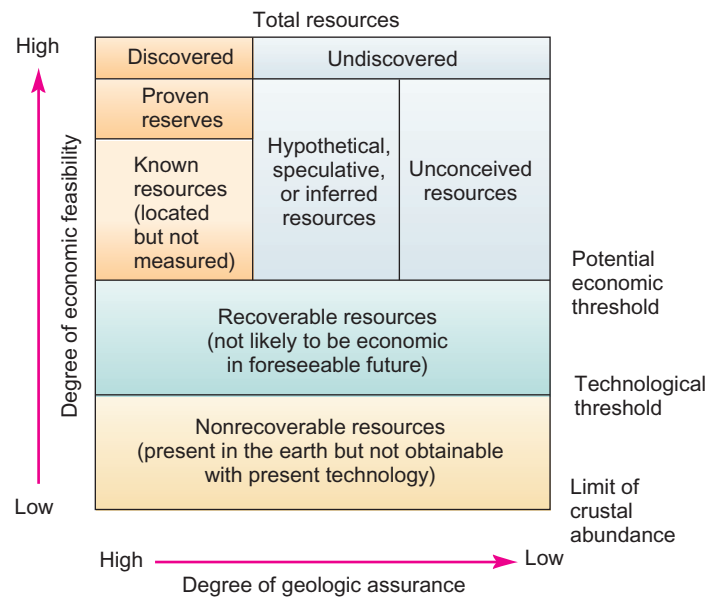 Total resources
High
Discovered
Undiscovered
Proven
reserves
Known
resources
(located
but not
measured)
Hypothetical,
speculative,
or inferred
resources
Unconceived
resources
Degree of economic feasibility
Potential
economic
threshold
Recoverable resources
(not likely to be economic
in foreseeable future)
Technological
threshold
Nonrecoverable resources
(present in the earth but not obtainable
with present technology)
Low
Limit of
crustal
abundance
High
Low
Degree of geologic assurance